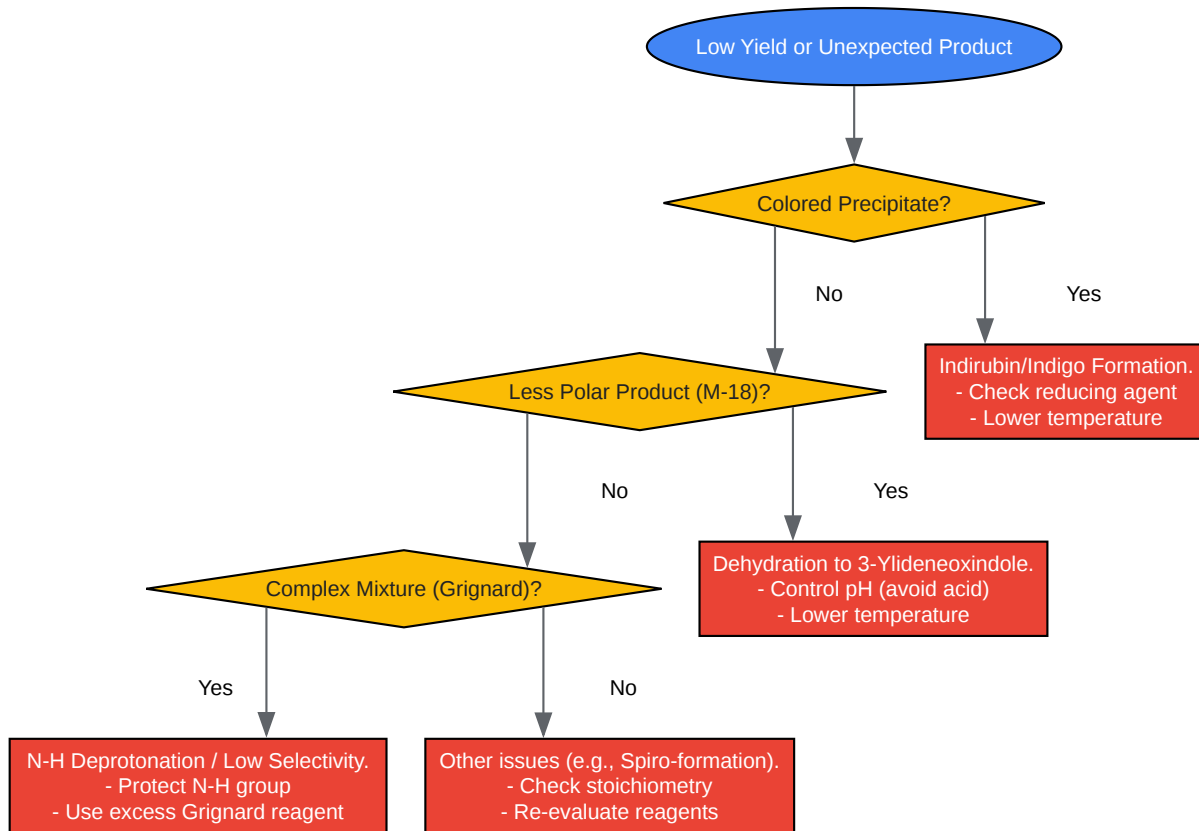 Low Yield or Unexpected Product
Colored Precipitate?
No
Yes
Indirubin/Indigo Formation.
- Check reducing agent
- Lower temperature
Less Polar Product (M-18)?
No
Yes
Dehydration to 3-Ylideneoxindole.
- Control pH (avoid acid)
- Lower temperature
Complex Mixture (Grignard)?
Yes
No
N-H Deprotonation / Low Selectivity.
- Protect N-H group
- Use excess Grignard reagent
Other issues (e.g., Spiro-formation).
- Check stoichiometry
- Re-evaluate reagents